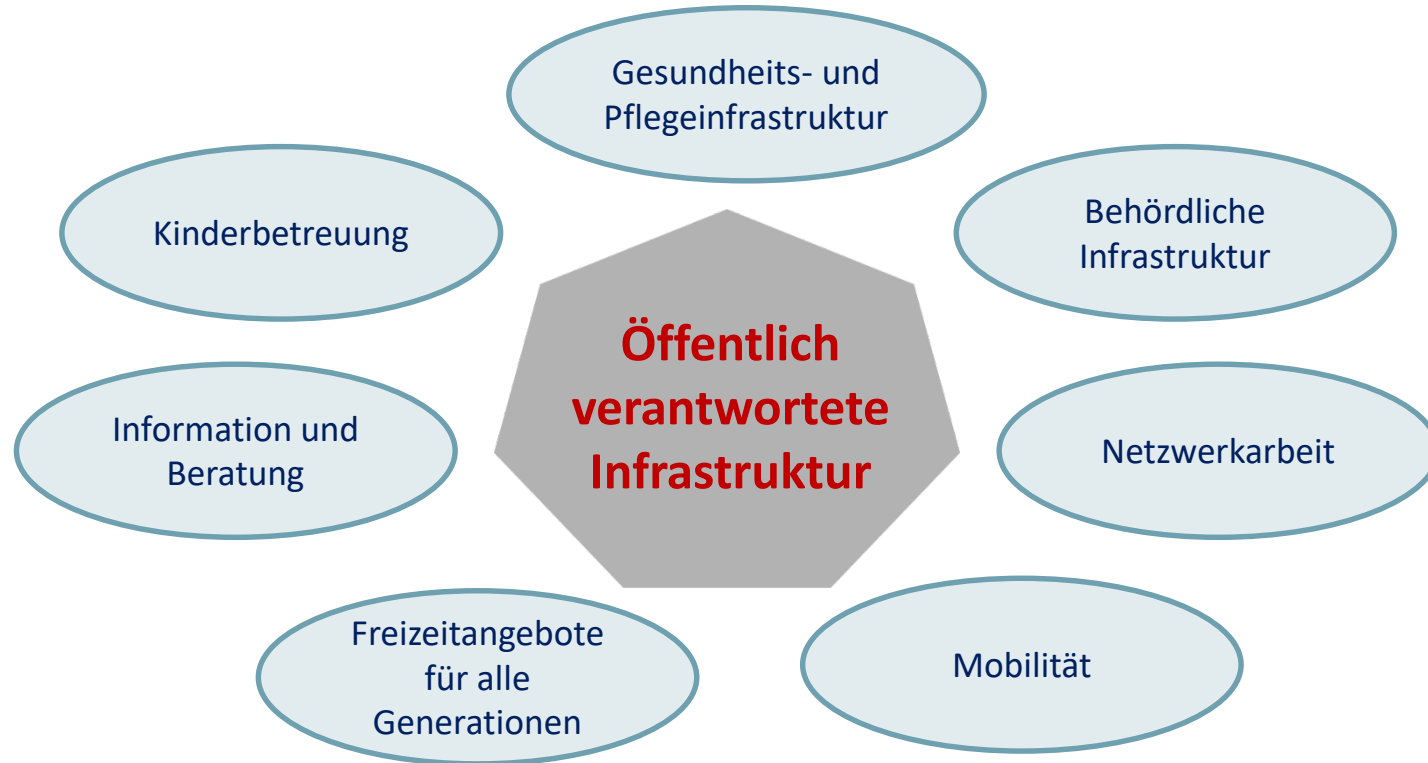 Gesundheits- und
Pflegeinfrastruktur
Behördliche
Infrastruktur
Kinderbetreuung
Öffentlich
verantwortete
Infrastruktur
Information und
Beratung
Netzwerkarbeit
Freizeitangebote
für alle
Generationen
Mobilität